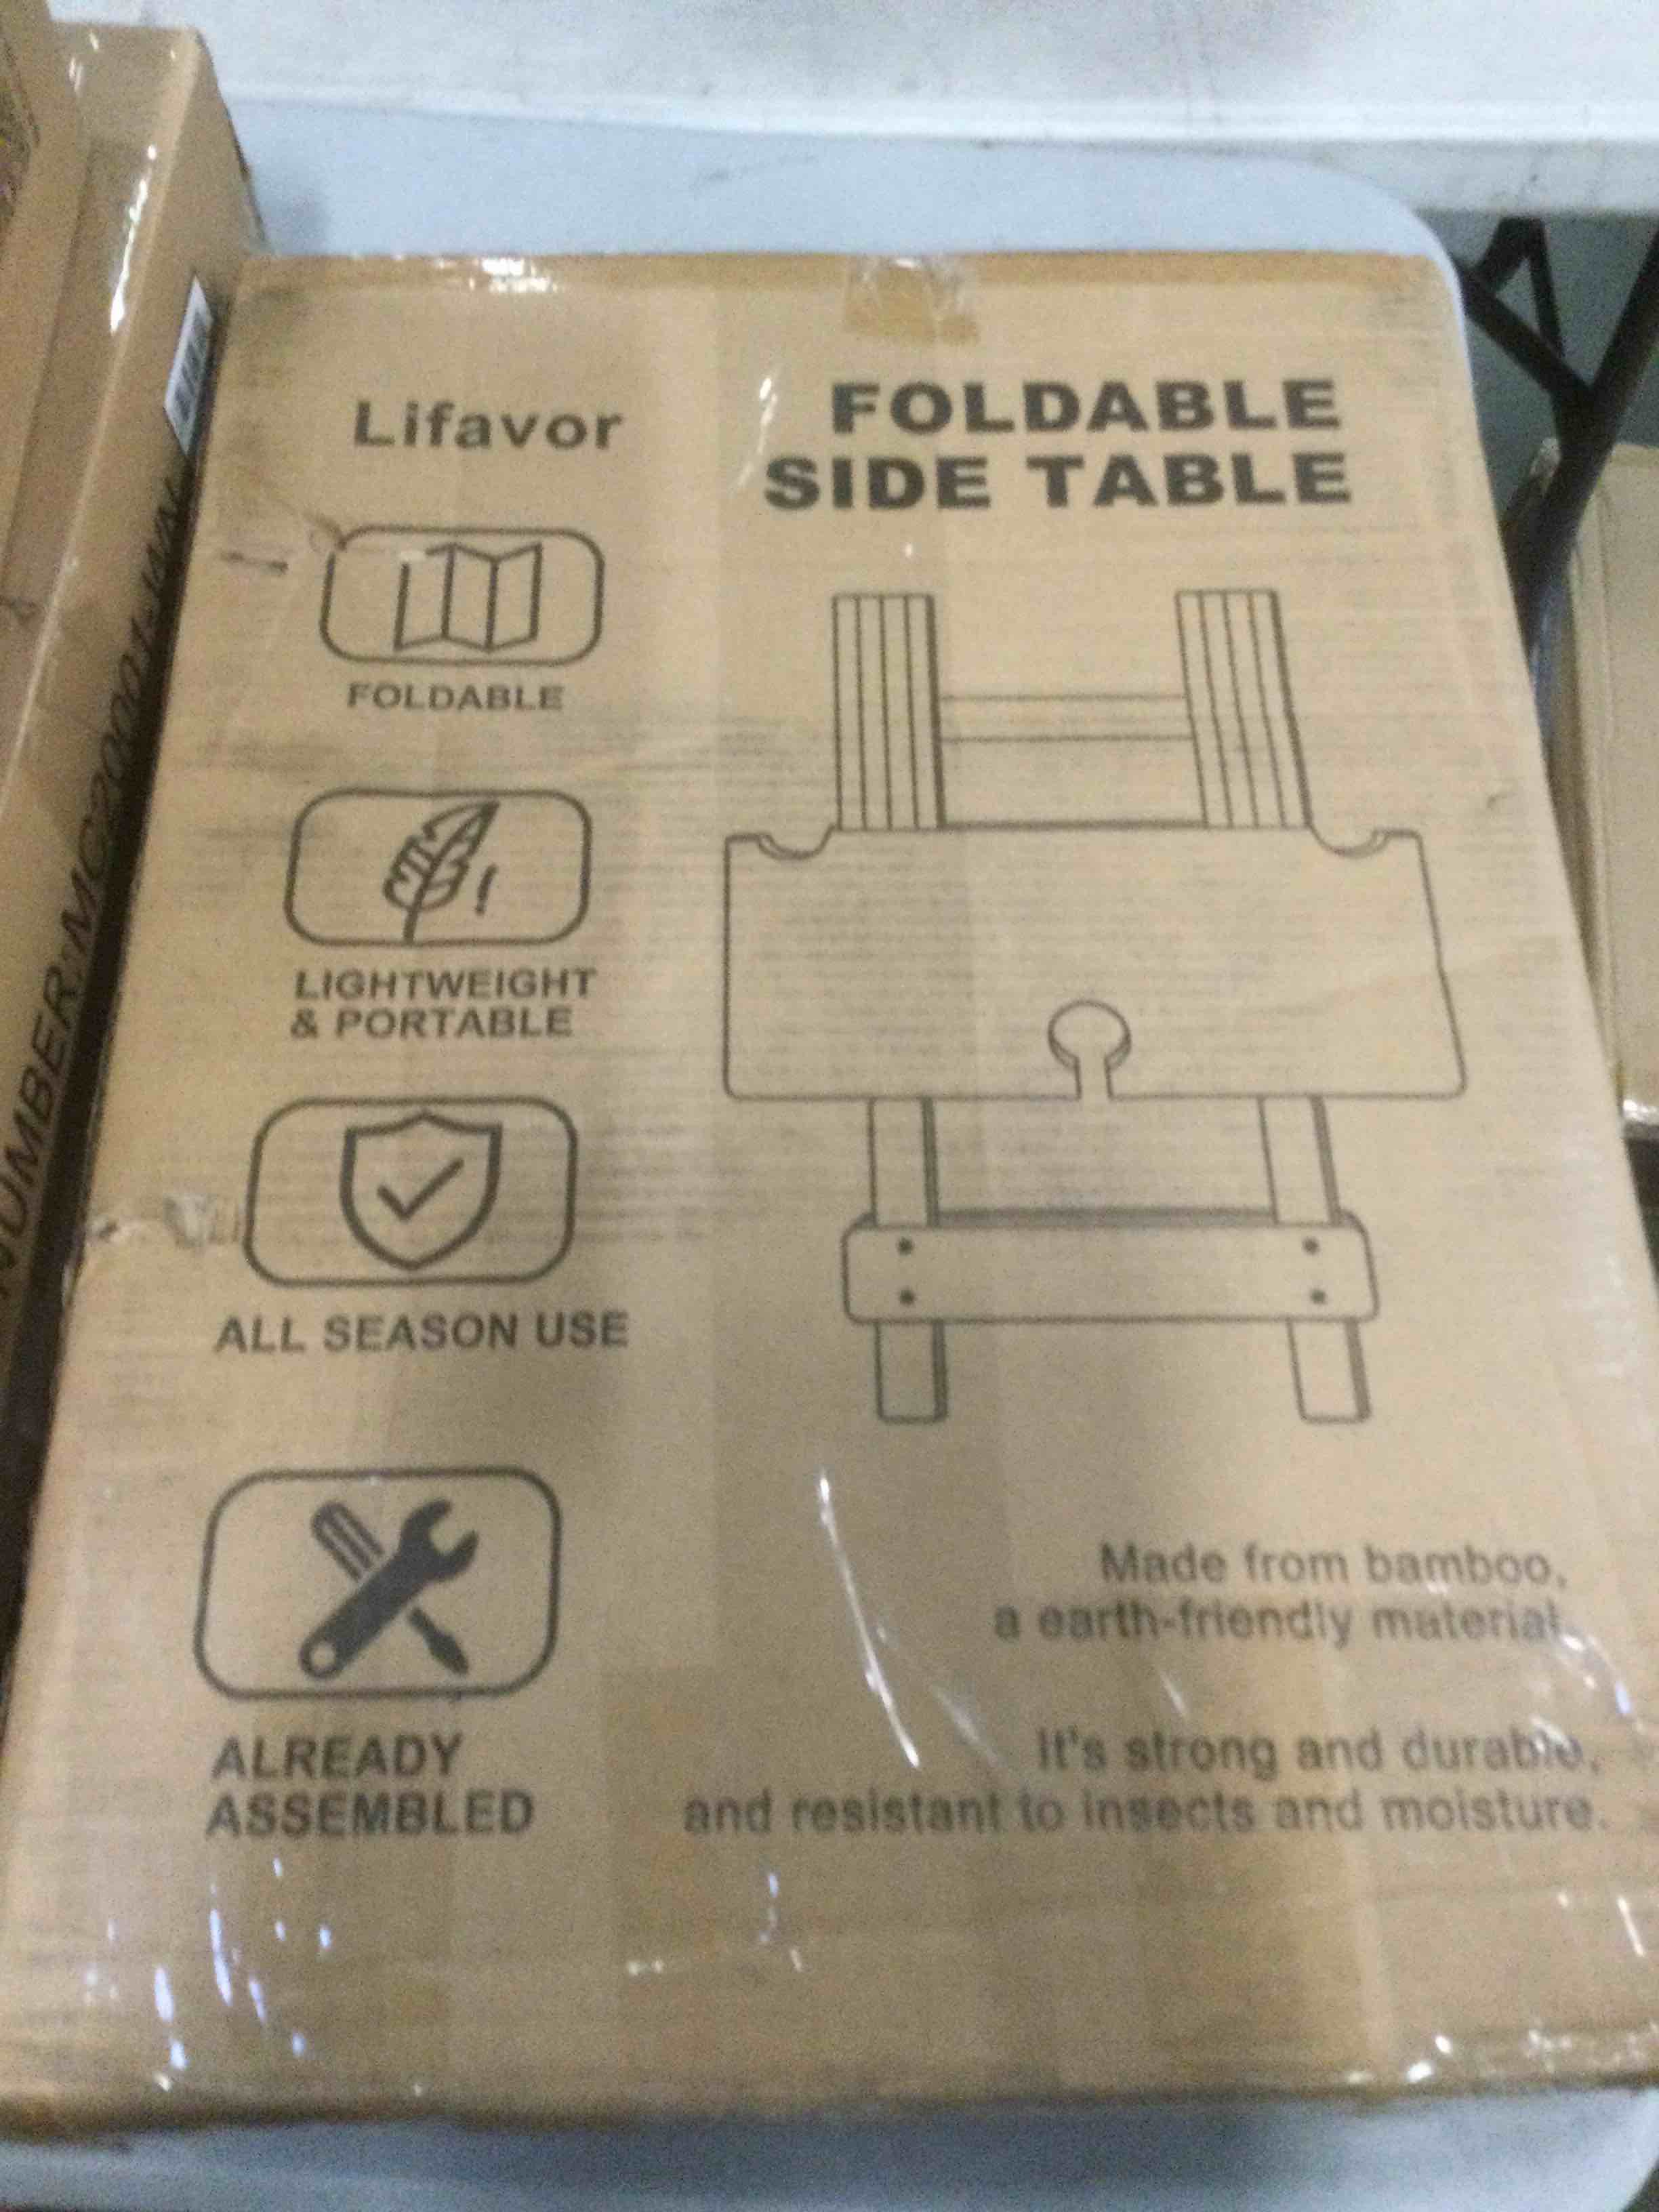 Lifavor
FOLDABLE
SIDE TABLE
FOLDABLE
LIGHTWEIGHT
& PORTABLE
ALL SEASON USE
ALREADY
ASSEMBLED
Made from bamboo,
a earth-friendly material.
It's strong and durable,
and resistant to insects and moisture.